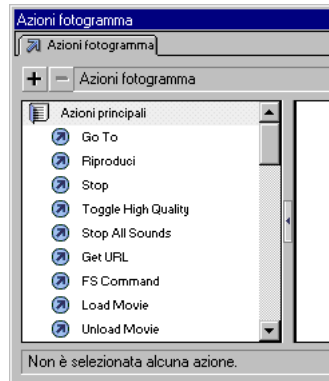 Azioni fotogramma
Azioni fotogramma
Azioni fotogramma
Azioni principali
Go To
Riproduci
Stop
Toggle High Quality
Stop All Sounds
Get URL
FS Command
Load Movie
Unload Movie
Non è selezionata alcuna azione.